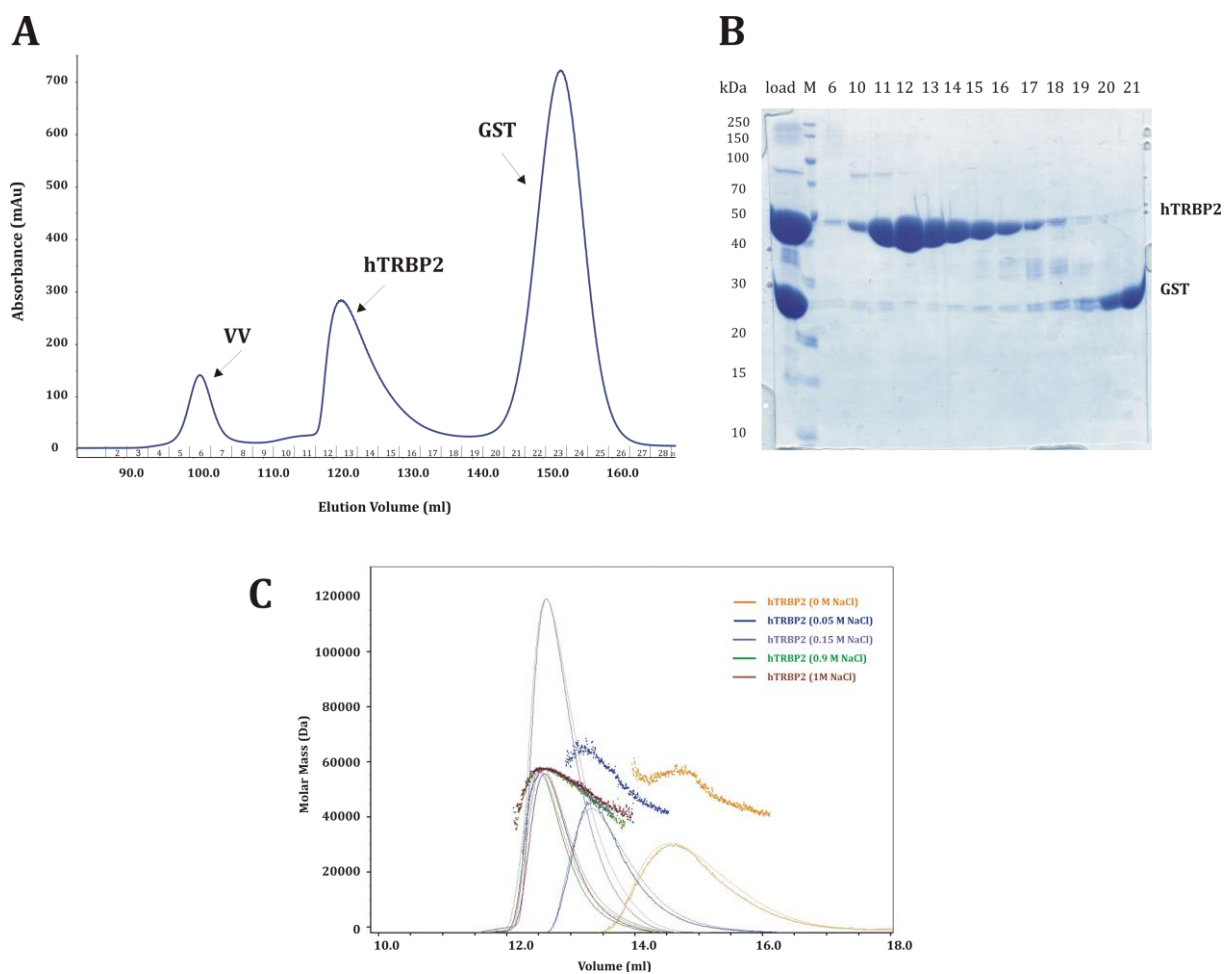 A
Absorbance (mAu)
700
600
500
400
300
200
100
0
VV
hTRBP2
GST
2 3 4 5 6 7 8 9 10 11 12 13 14 15 16 17 18 19 20 21 22 23 24 25 26 27 28
90.0 100.0 110.0 120.0 130.0 140.0 150.0 160.0
Elution Volume (ml)
B
kDa load M 6 10 11 12 13 14 15 16 17 18 19 20 21
250
150
100
70
50
40
30
20
15
10
hTRBP2
GST
C
Molar Mass (Da)
120000
100000
80000
60000
40000
20000
0
hTRBP2 (0 M NaCl)
hTRBP2 (0.05 M NaCl)
hTRBP2 (0.15 M NaCl)
hTRBP2 (0.9 M NaCl)
hTRBP2 (1M NaCl)
10.0 12.0 14.0 16.0 18.0
Volume (ml)